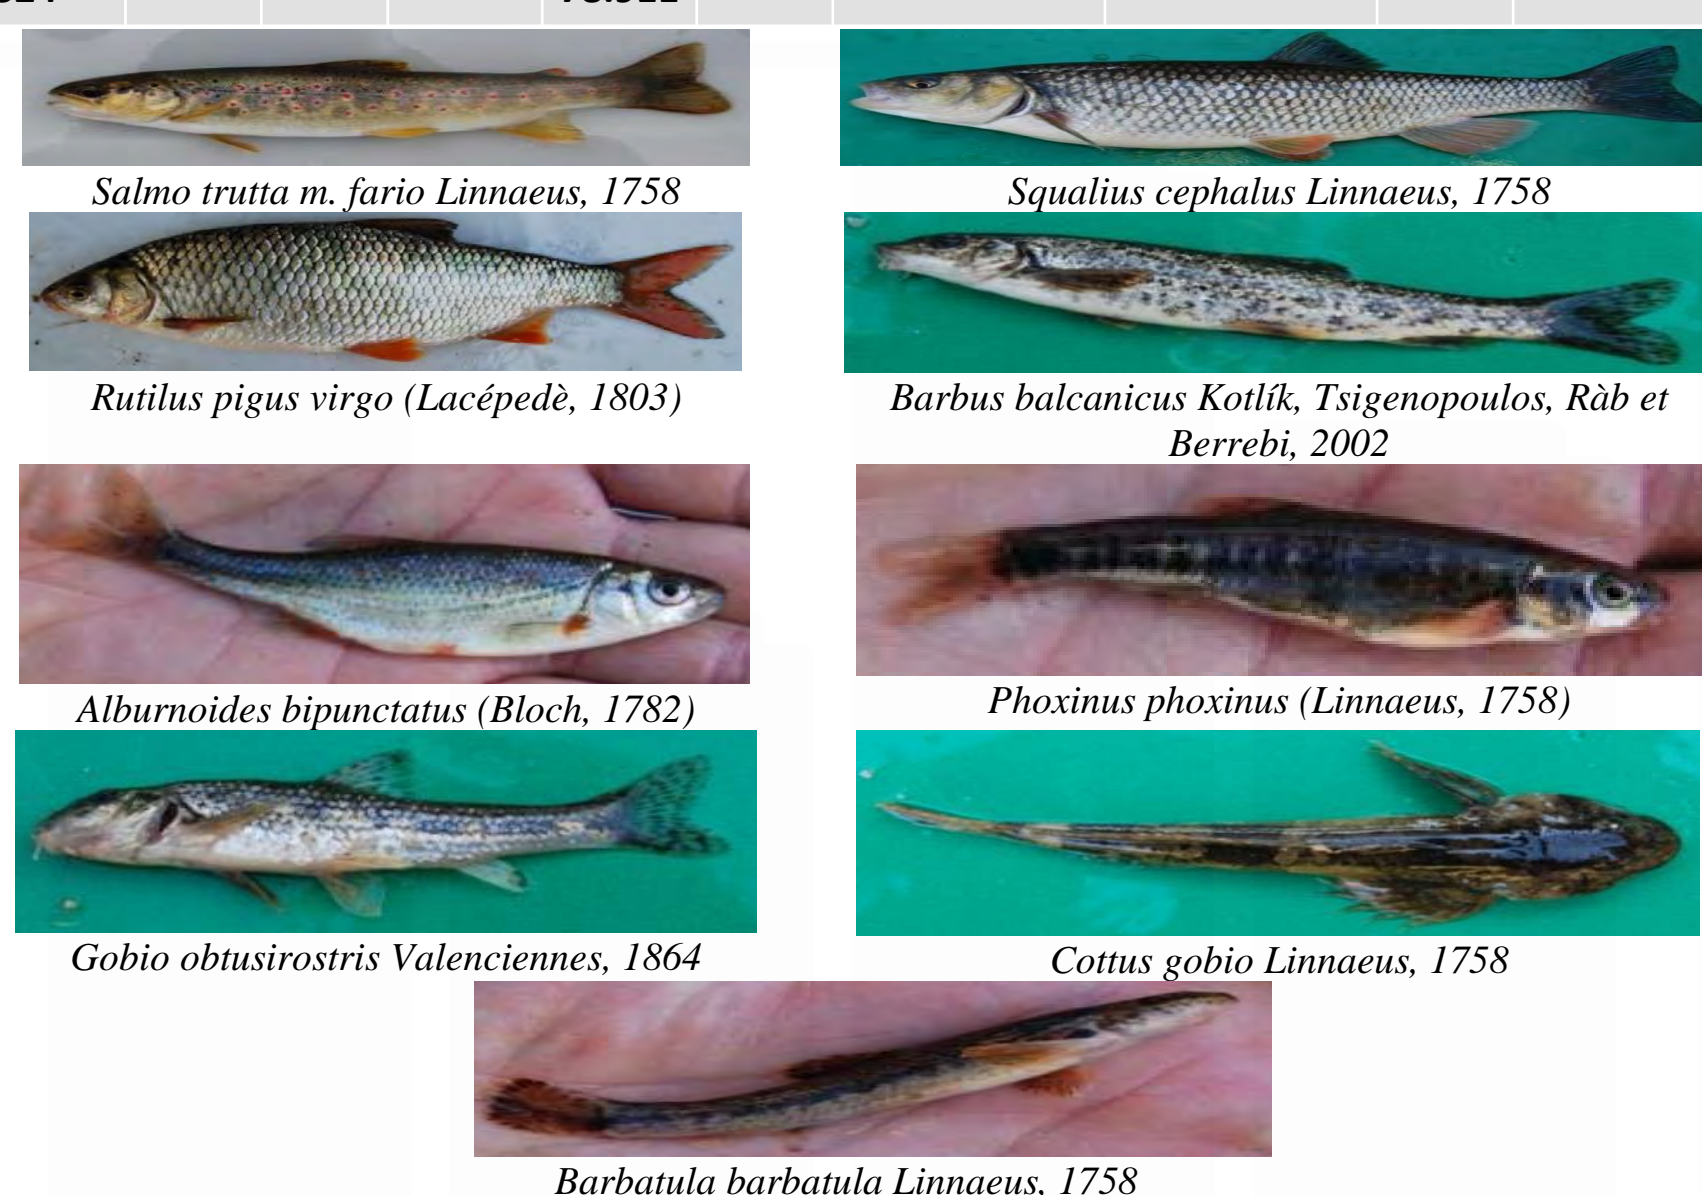 Salmo trutta m. fario Linnaeus, 1758
Squalius cephalus Linnaeus, 1758
Rutilus pigus virgo (Lacépedè, 1803)
Barbus balcanicus Kotlík, Tsigenopoulos, Ràb et
Berrebi, 2002
Alburnoides bipunctatus (Bloch, 1782)
Phoxinus phoxinus (Linnaeus, 1758)
Gobio obtusirostris Valenciennes, 1864
Cottus gobio Linnaeus, 1758
Barbatula barbatula Linnaeus, 1758